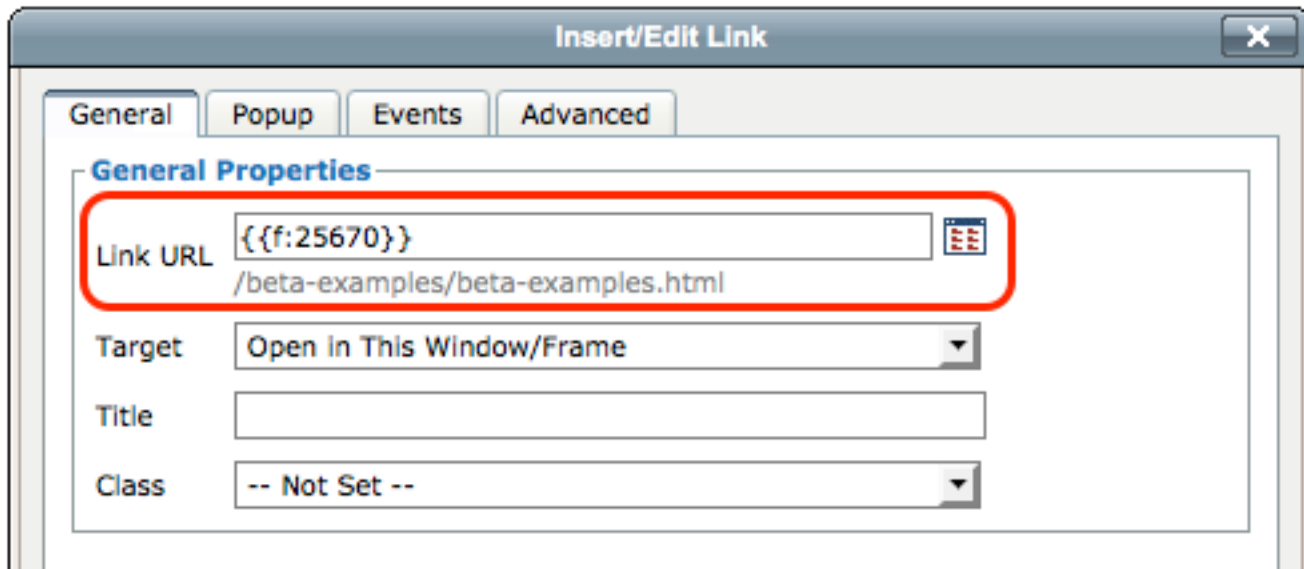 Insert/Edit Link
General Popup Events Advanced
General Properties
Link URL {{f:25670}}
/beta-examples/beta-examples.html
Target Open in This Window/Frame
Title
Class -- Not Set --